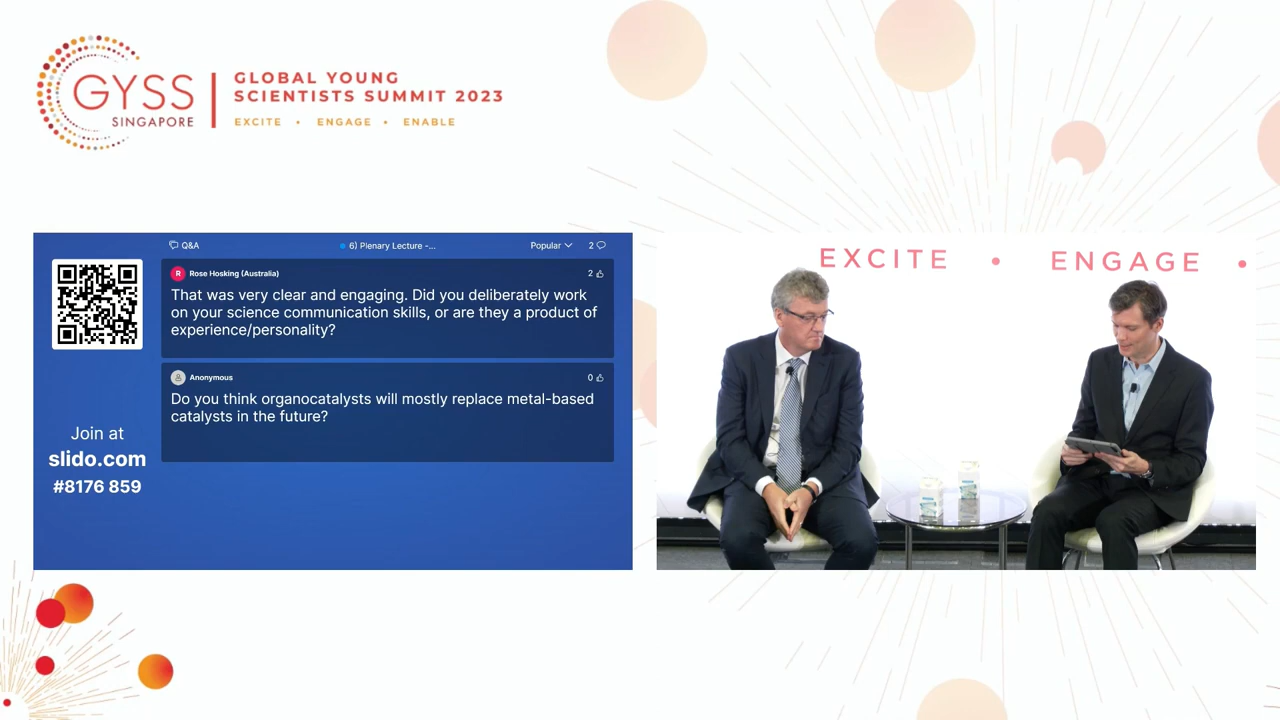 GYSS
SINGAPORE
GLOBAL YOUNG
SCIENTISTS SUMMIT 2023
EXCITE • ENGAGE • ENABLE
Q&A
6) Plenary Lecture -...
Popular
2
R
Rose Hosking (Australia)
2
That was very clear and engaging. Did you deliberately work
on your science communication skills, or are they a product of
experience/personality?
Anonymous
0
Do you think organocatalysts will mostly replace metal-based
catalysts in the future?
Join at
slido.com
#8176 859
EXCITE • ENGAGE •